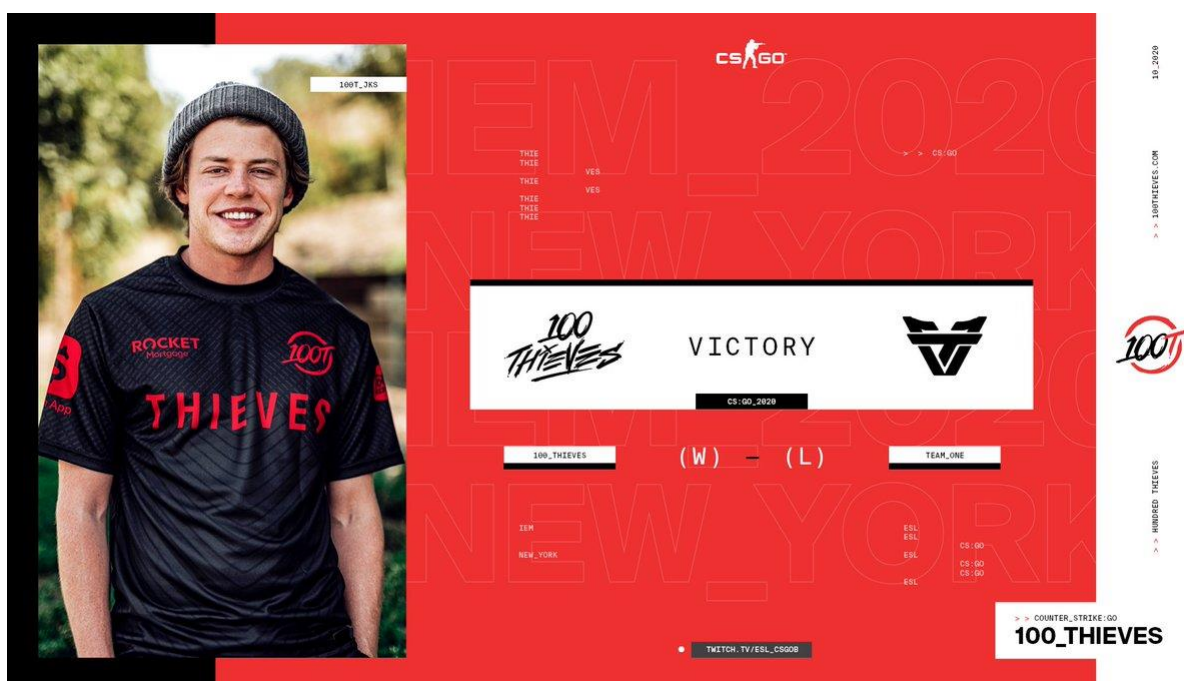 100T_JKS
ROCKET
Mortgage
100T
THIEVES
App
CS GO
IEM_2020
NEW_YORK
IEM_2020
NEW_YORK
THIE
THIE
VES
THIE
VES
THIE
THIE
THIE
> > CS:GO
100
THIEVES
VICTORY
CS:GO_2020
100_THIEVES
(W) — (L)
TEAM_ONE
IEM
NEW_YORK
ESL
ESL
CS:GO
ESL
CS:GO
CS:GO
ESL
TWITCH.TV/ESL_CSGOB
10_2020
> > 100THIEVES.COM
100T
> > HUNDRED THIEVES
> > COUNTER_STRIKE:GO
100_THIEVES